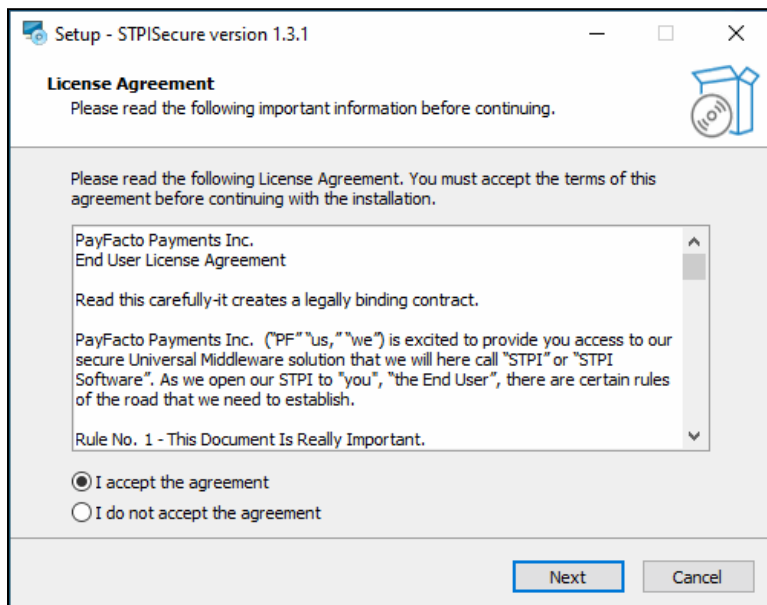 Setup - STPISecure version 1.3.1
License Agreement
Please read the following important information before continuing.
Please read the following License Agreement. You must accept the terms of this
agreement before continuing with the installation.
PayFacto Payments Inc.
End User License Agreement
Read this carefully-it creates a legally binding contract.
PayFacto Payments Inc.  (“PF” “us,” “we”) is excited to provide you access to our
secure Universal Middleware solution that we will here call “STPI” or “STPI
Software”. As we open our STPI to "you", “the End User”, there are certain rules
of the road that we need to establish.
Rule No. 1 - This Document Is Really Important.
I accept the agreement
I do not accept the agreement
Next
Cancel